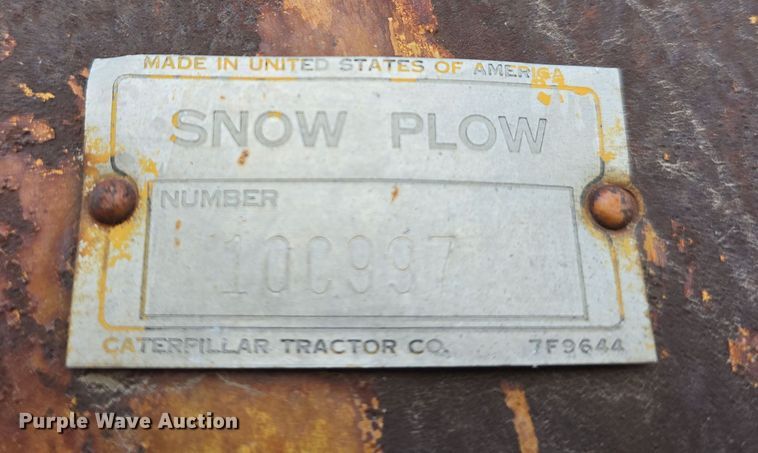 MADE IN UNITED STATES OF AMERICA
SNOW PLOW
NUMBER
10C997
CATERPILLAR TRACTOR CO. 7F9644
Purple Wave Auction